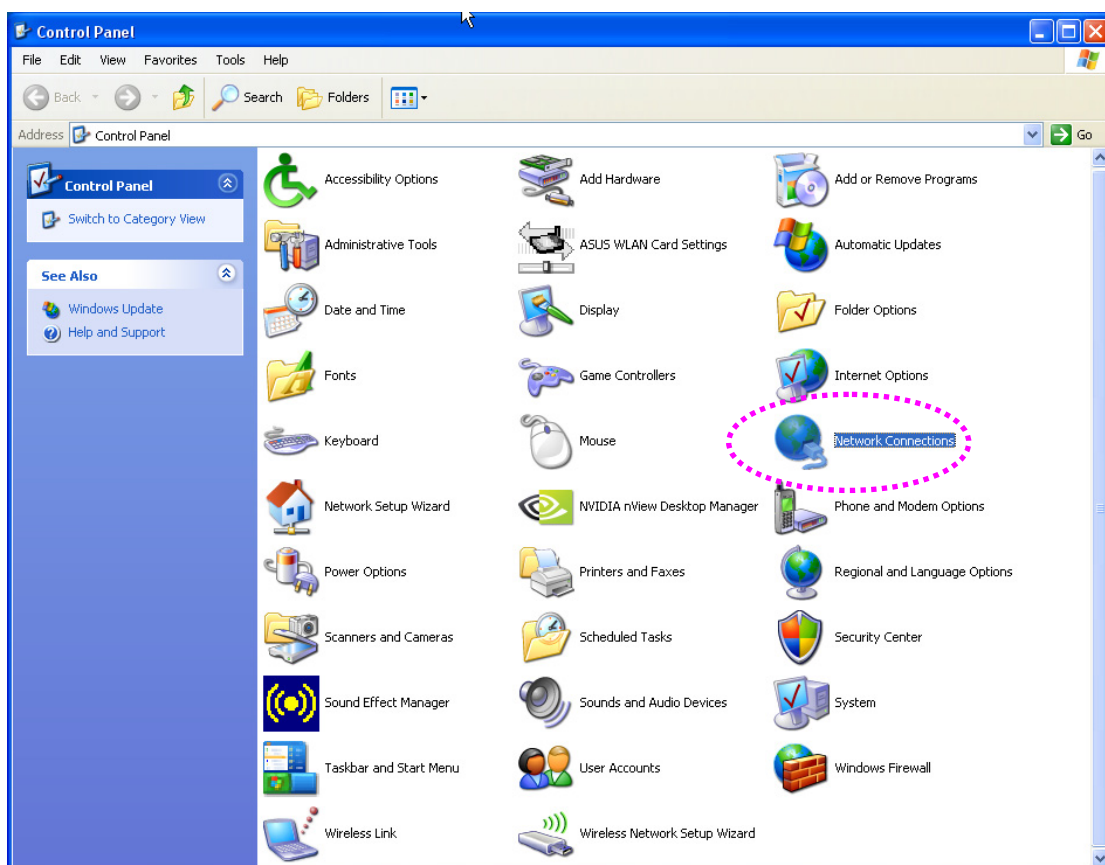 Control Panel
File Edit View Favorites Tools Help
Back Search Folders
Address Control Panel Go
Control Panel
Switch to Category View
See Also
Windows Update
Help and Support
Accessibility Options Add Hardware Add or Remove Programs
Administrative Tools ASUS WLAN Card Settings Automatic Updates
Date and Time Display Folder Options
Fonts Game Controllers Internet Options
Keyboard Mouse Network Connections
Network Setup Wizard NVIDIA nView Desktop Manager Phone and Modem Options
Power Options Printers and Faxes Regional and Language Options
Scanners and Cameras Scheduled Tasks Security Center
Sound Effect Manager Sounds and Audio Devices System
Taskbar and Start Menu User Accounts Windows Firewall
Wireless Link Wireless Network Setup Wizard